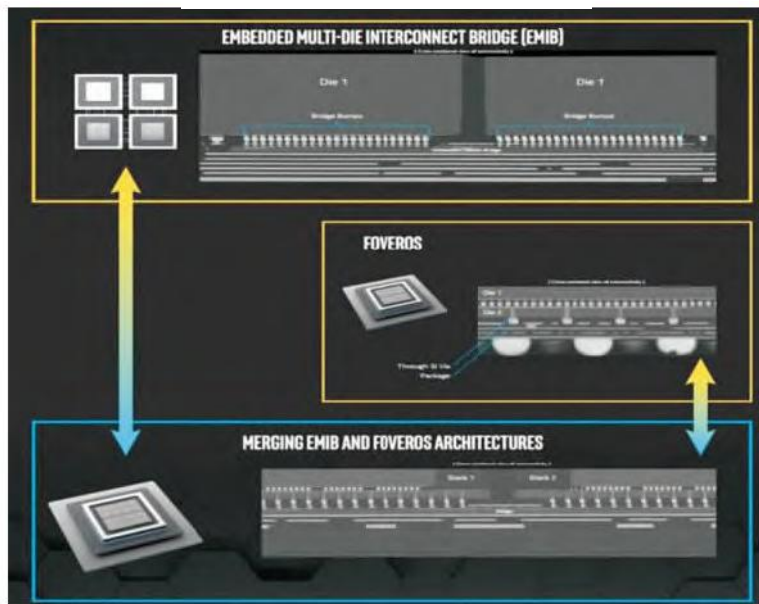 EMBEDDED MULTI-DIE INTERCONNECT BRIDGE (EMIB)
Die 1
Die 1
Bridge Bumps
Bridge Bumps
FOVEROS
Die 1
Die 2
Through Si Via
Package
MERGING EMIB AND FOVEROS ARCHITECTURES
Stack 1
Stack 2